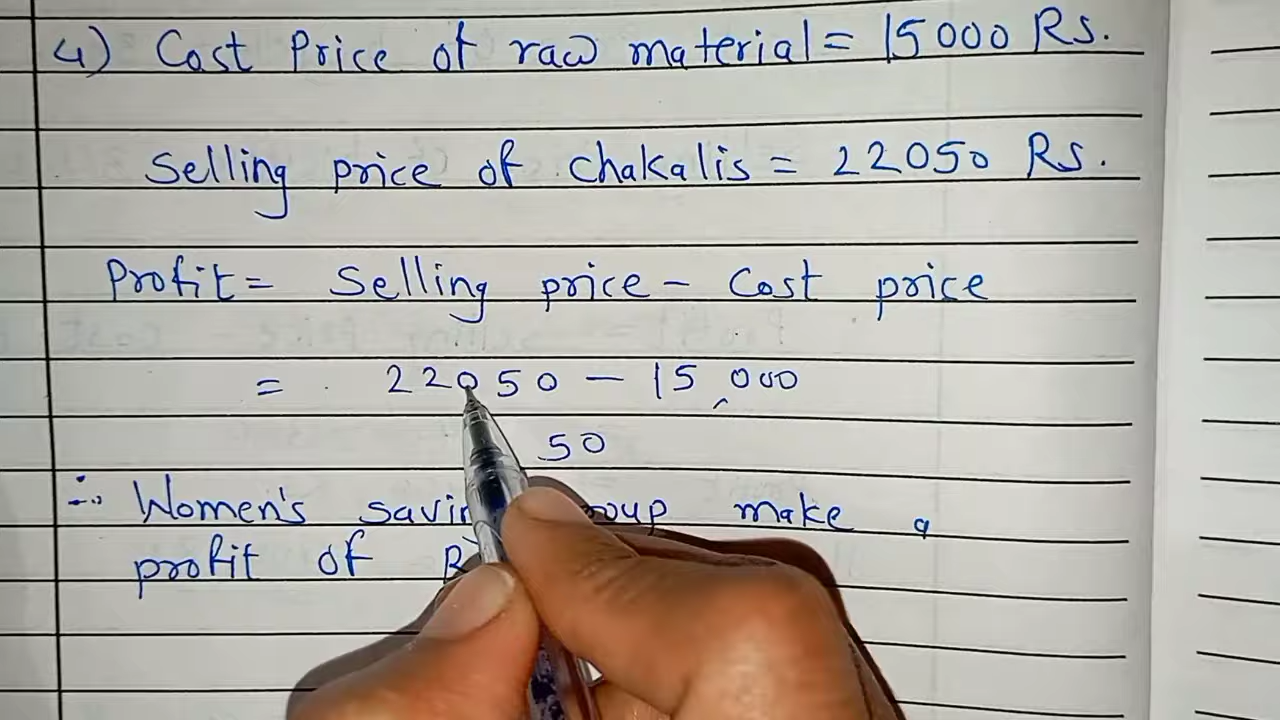 4) Cost Price of raw material = 15000 Rs.
Selling price of chakalis = 22050 Rs.
Profit = Selling price - Cost price
= 22050 - 15,000
50
∴ Women's make a
profit of